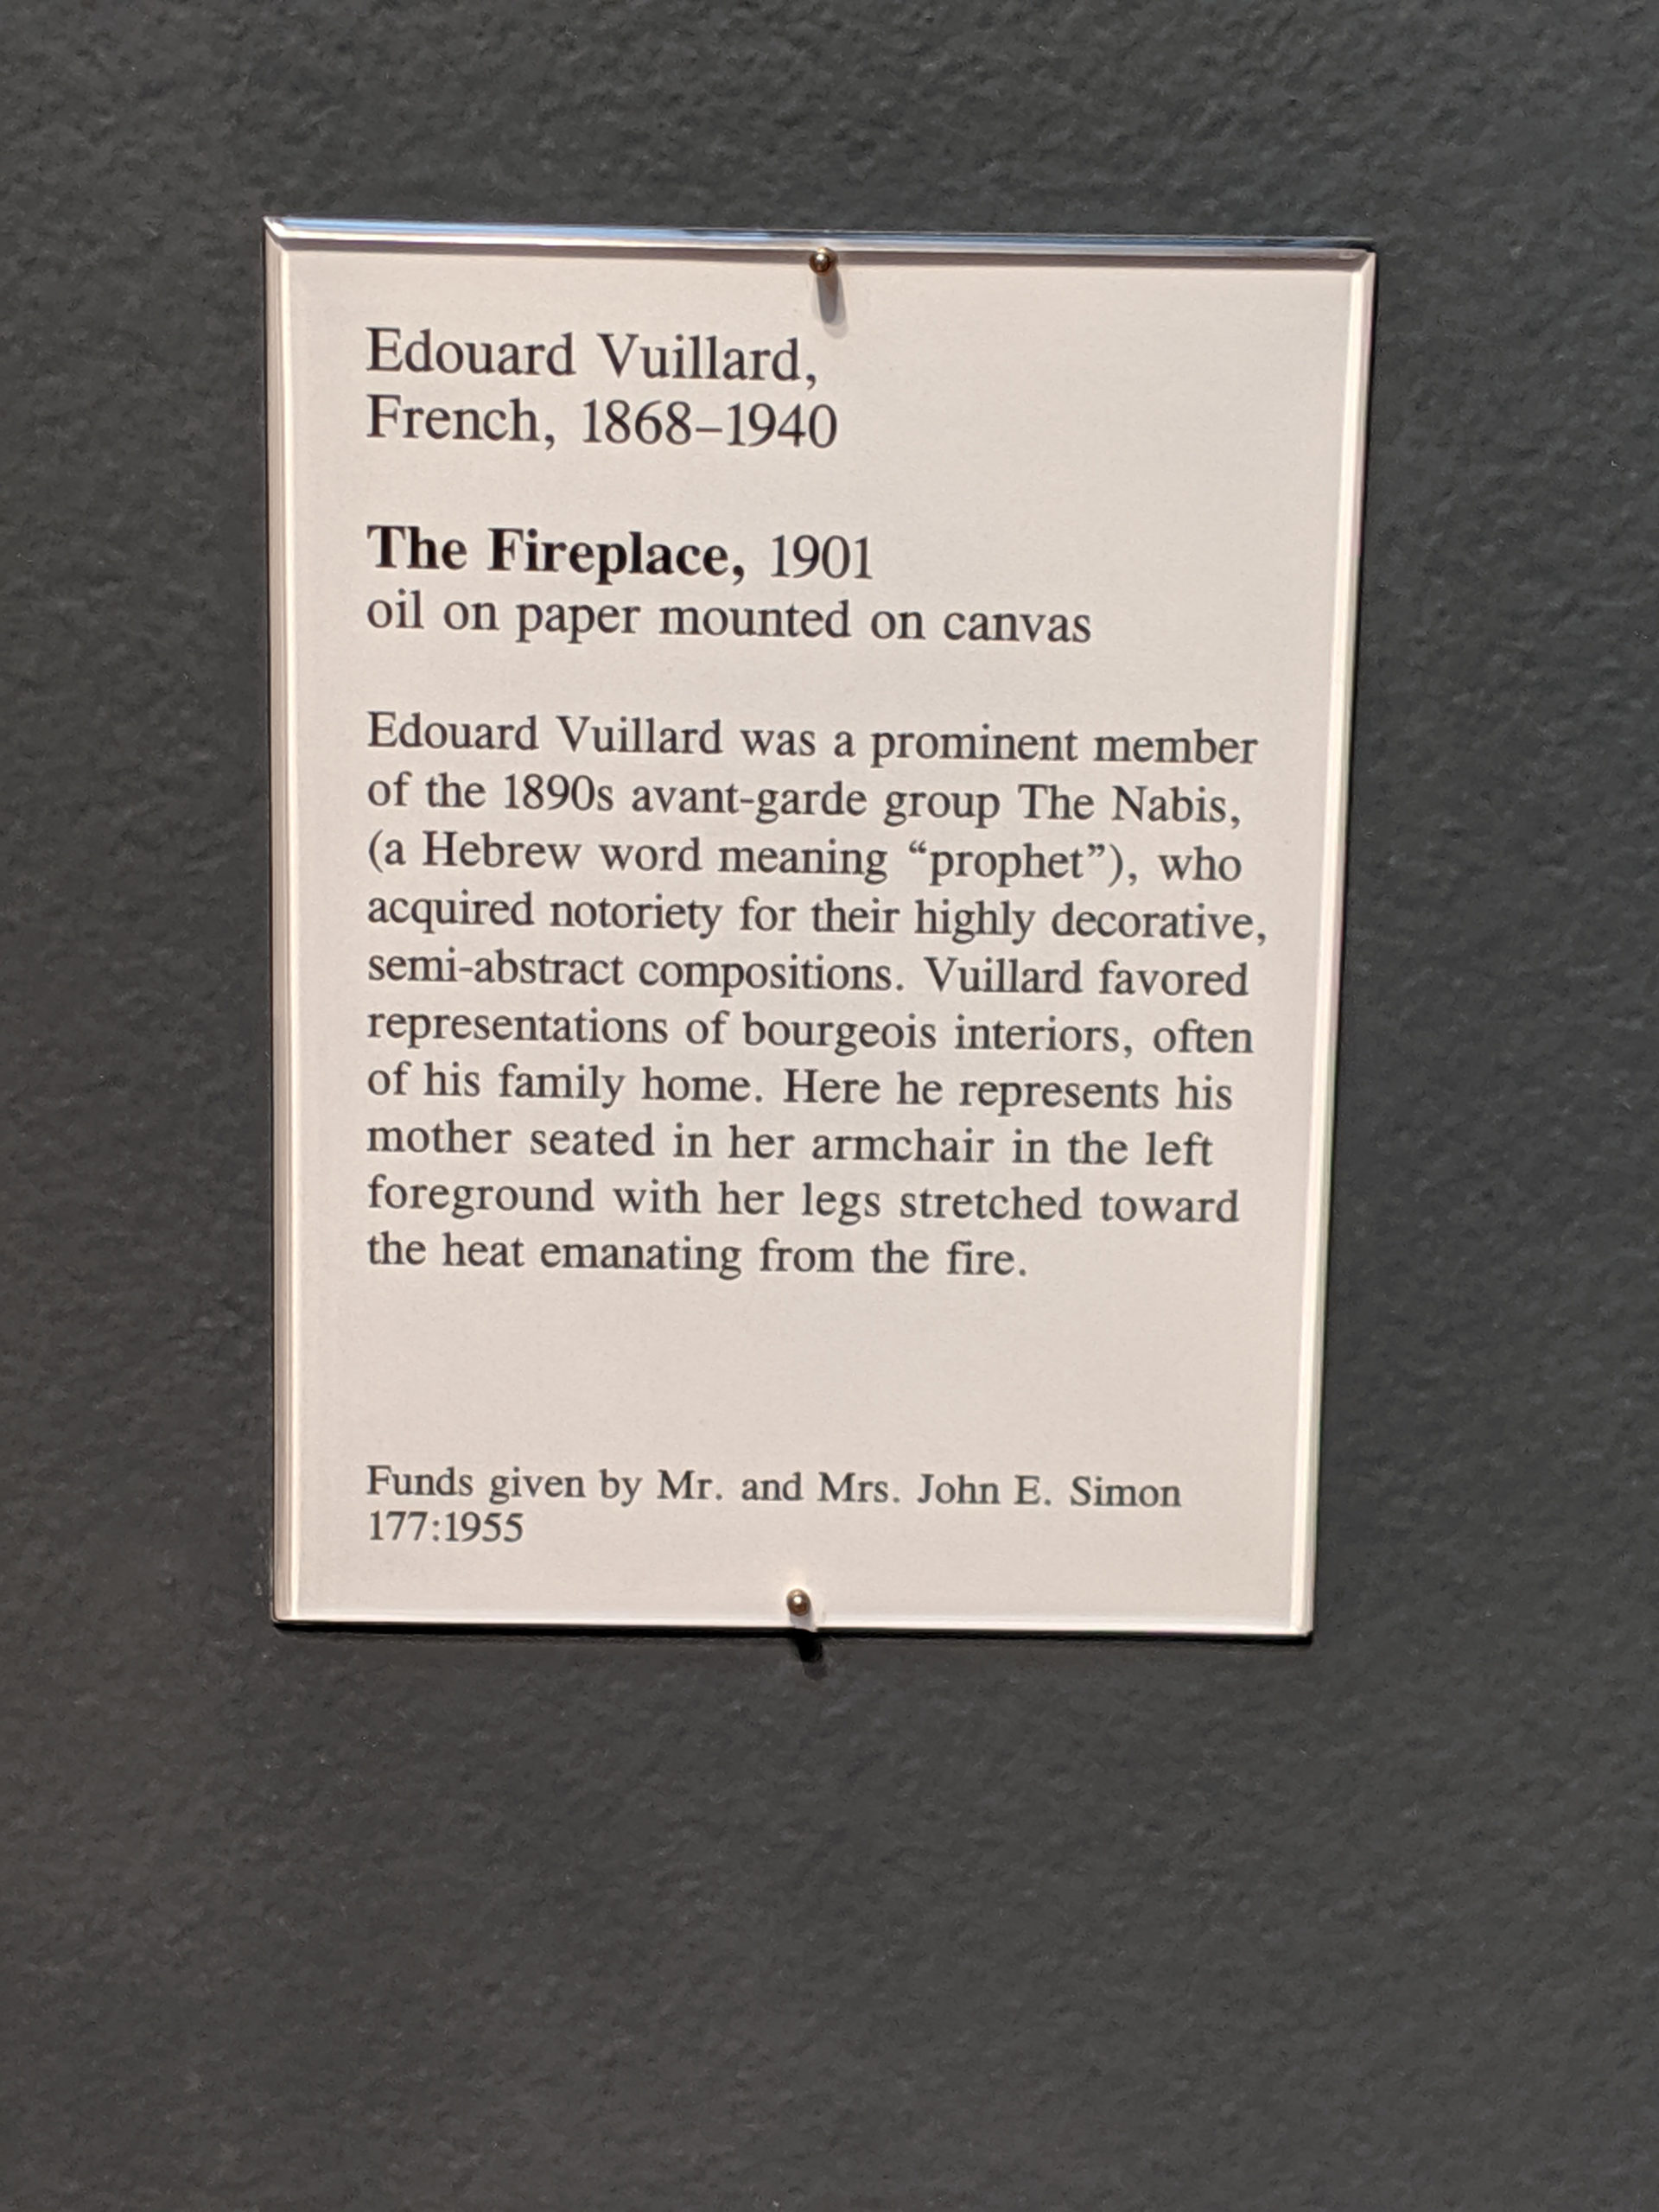 Edouard Vuillard,
French, 1868–1940
The Fireplace, 1901
oil on paper mounted on canvas
Edouard Vuillard was a prominent member
of the 1890s avant-garde group The Nabis,
(a Hebrew word meaning “prophet”), who
acquired notoriety for their highly decorative,
semi-abstract compositions. Vuillard favored
representations of bourgeois interiors, often
of his family home. Here he represents his
mother seated in her armchair in the left
foreground with her legs stretched toward
the heat emanating from the fire.
Funds given by Mr. and Mrs. John E. Simon
177:1955